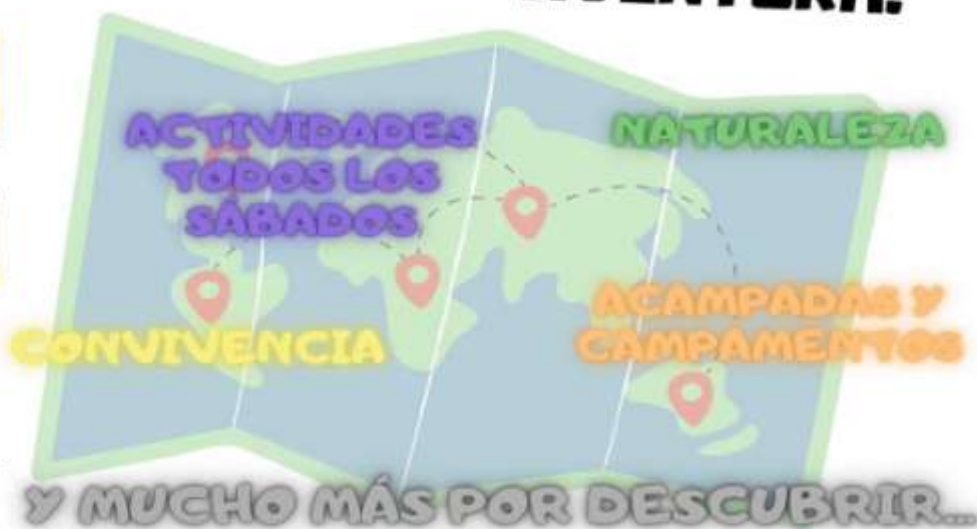 ACTIVIDADES
TODOS LOS
SÁBADOS
NATURALEZA
CONVIVENCIA
ACAMPADAS Y
CAMPAMENTOS
Y MUCHO MÁS POR DESCUBRIR...